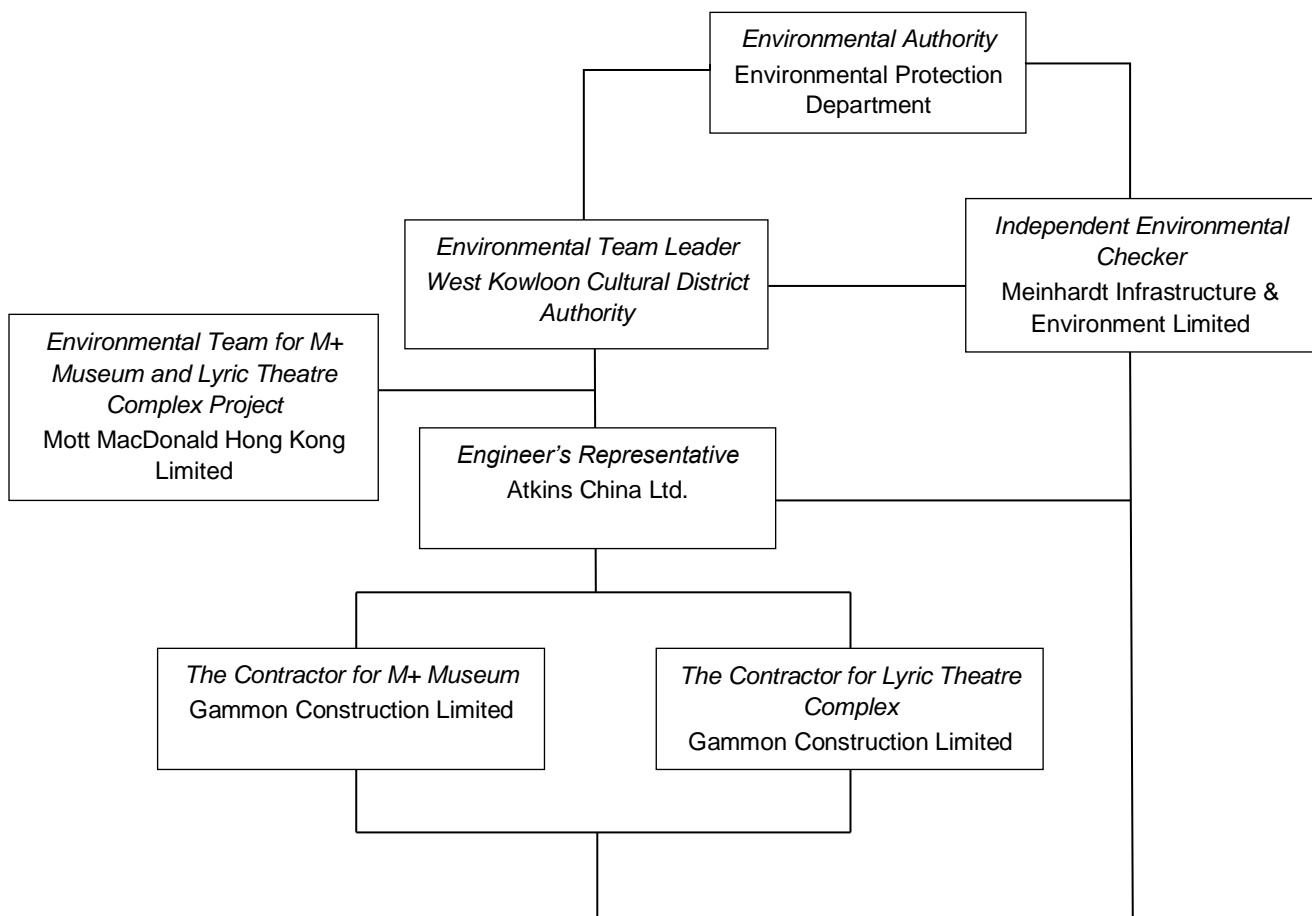 Environmental Authority
Environmental Protection
Department
Environmental Team Leader
West Kowloon Cultural District
Authority
Independent Environmental
Checker
Meinhardt Infrastructure &
Environment Limited
Environmental Team for M+
Museum and Lyric Theatre
Complex Project
Mott MacDonald Hong Kong
Limited
Engineer’s Representative
Atkins China Ltd.
The Contractor for M+ Museum
Gammon Construction Limited
The Contractor for Lyric Theatre
Complex
Gammon Construction Limited